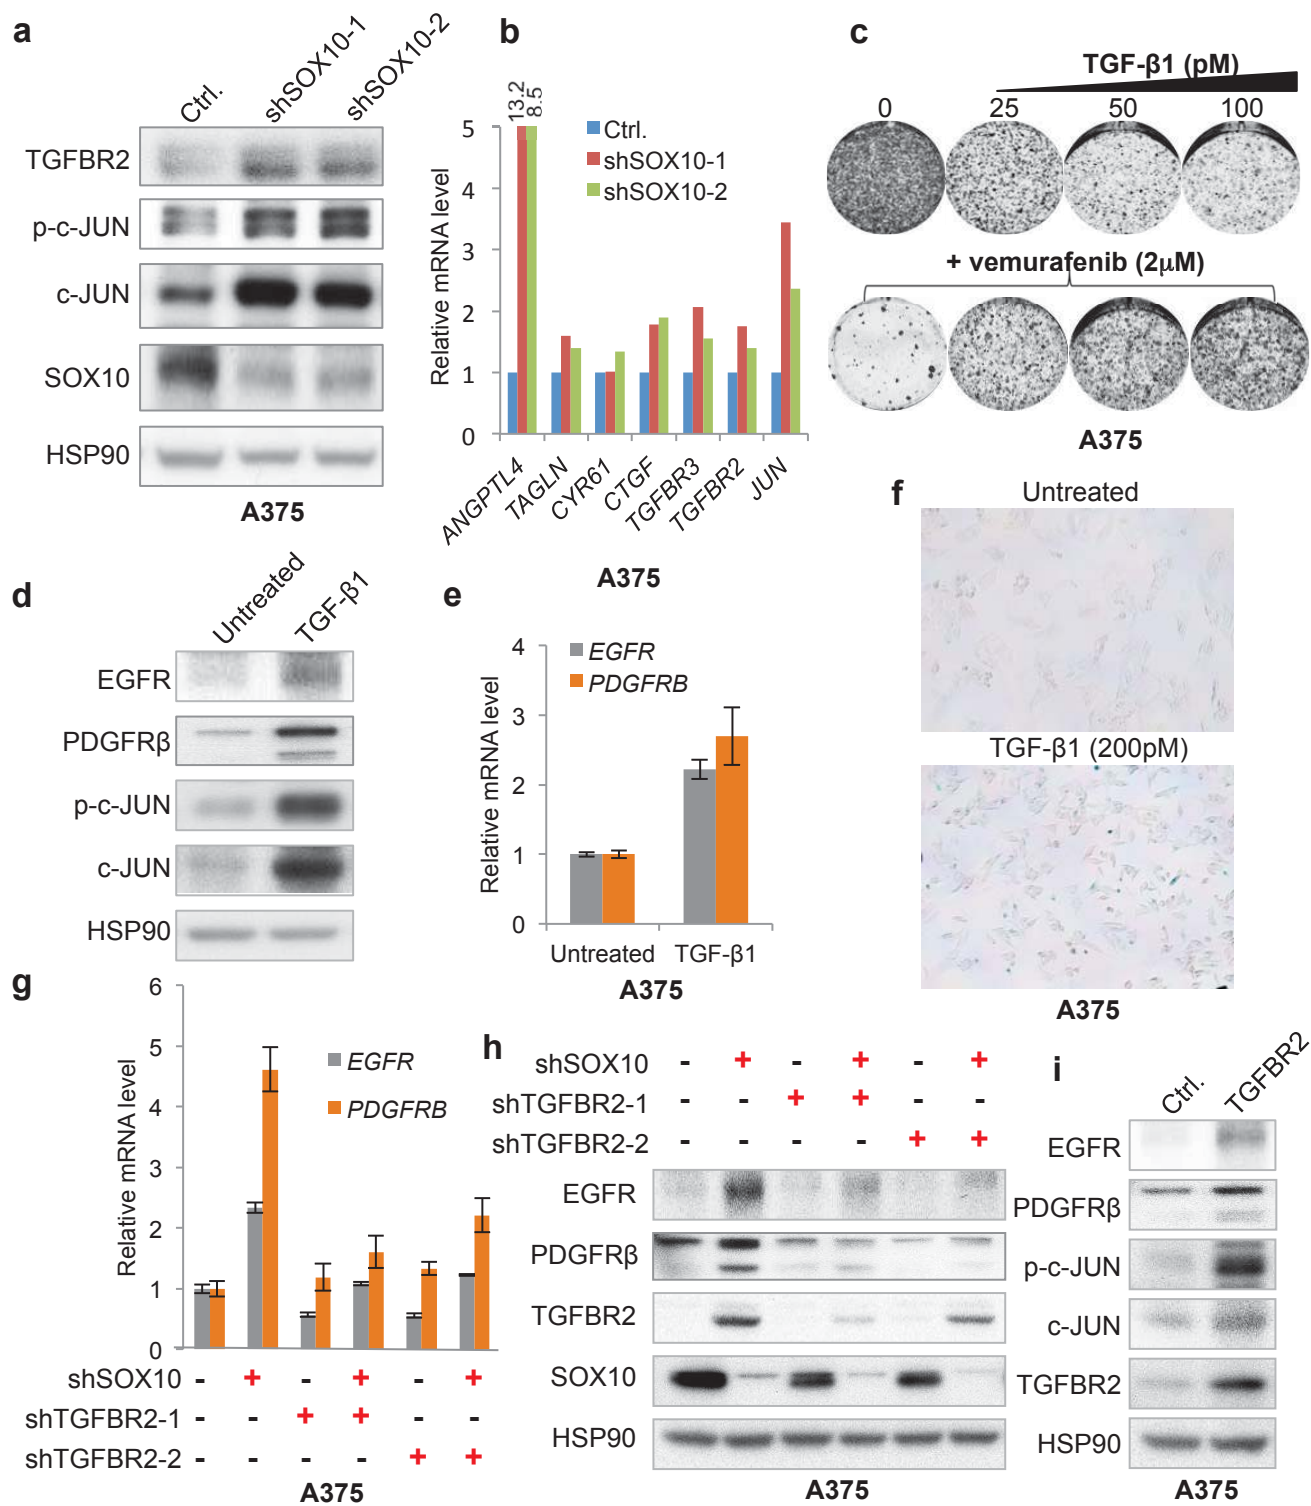 a
Ctrl.
shSOX10-1
shSOX10-2
TGFBR2
p-c-JUN
c-JUN
SOX10
HSP90
A375
b
13.2
8.5
Ctrl.
shSOX10-1
shSOX10-2
Relative mRNA level
5
4
3
2
1
0
ANGPTL4
TAGLN
CYR61
CTGF
TGFBR3
TGFBR2
JUN
A375
c
TGF-β1 (pM)
0 25 50 100
+ vemurafenib (2μM)
A375
d
Untreated
TGF-β1
EGFR
PDGFRβ
p-c-JUN
c-JUN
HSP90
A375
e
EGFR
PDGFRB
Relative mRNA level
4
3
2
1
0
Untreated TGF-β1
A375
f
Untreated
TGF-β1 (200pM)
A375
g
EGFR
PDGFRB
Relative mRNA level
6
5
4
3
2
1
0
shSOX10 - + - + - +
shTGFBR2-1 - - + + - -
shTGFBR2-2 - - - - + +
A375
h
shSOX10 - + - + - +
shTGFBR2-1 - - + + - -
shTGFBR2-2 - - - - + +
EGFR
PDGFRβ
TGFBR2
SOX10
HSP90
A375
i
Ctrl.
TGFBR2
EGFR
PDGFRβ
p-c-JUN
c-JUN
TGFBR2
HSP90
A375